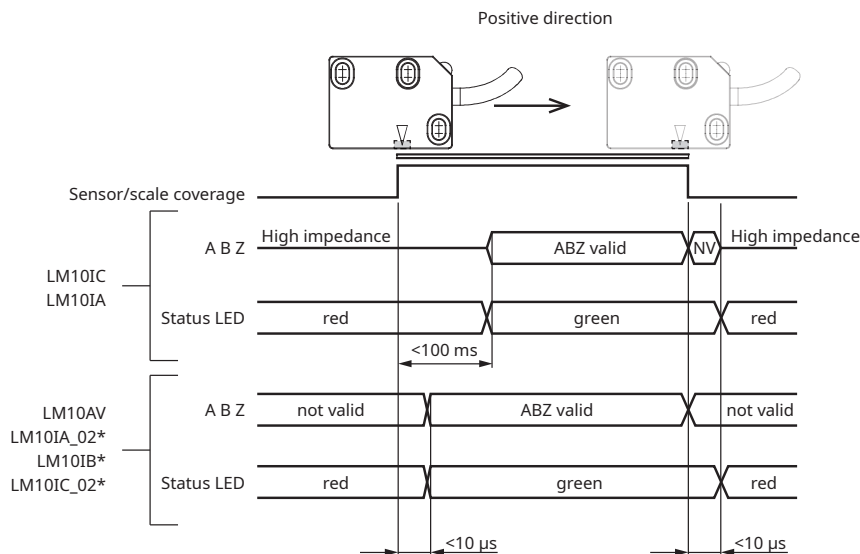 Positive direction
Sensor/scale coverage
LM10IC
LM10IA
A B Z
High impedance
ABZ valid
NV
High impedance
Status LED
red
green
red
<100 ms
LM10AV
LM10IA_02*
LM10IB*
LM10IC_02*
A B Z
not valid
ABZ valid
not valid
Status LED
red
green
red
<10 µs
<10 µs